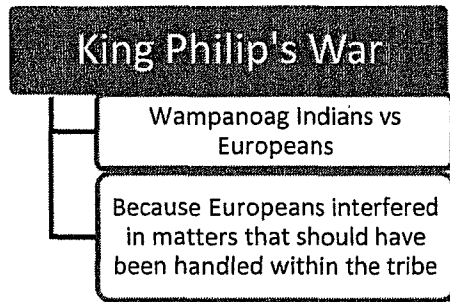 King Philip's War
Wampanoag Indians vs
Europeans
Because Europeans interfered
in matters that should have
been handled within the tribe